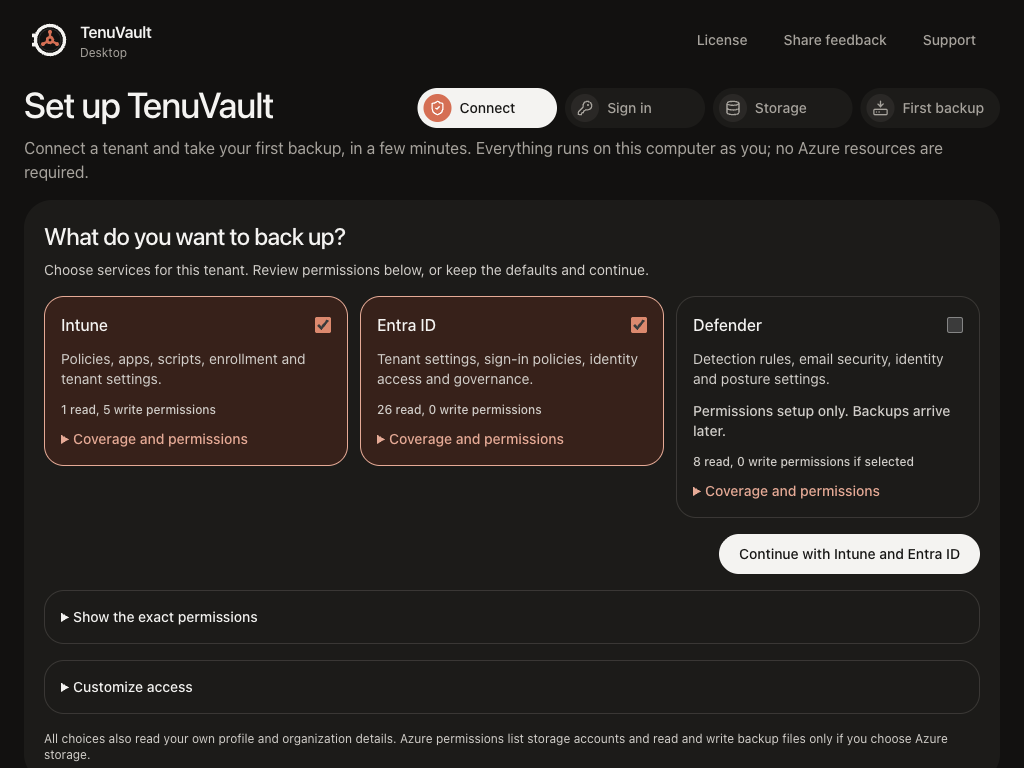 TenuVault
Desktop
License
Share feedback
Support
Set up TenuVault
Connect
Sign in
Storage
First backup
Connect a tenant and take your first backup, in a few minutes. Everything runs on this computer as you; no Azure resources are
required.
What do you want to back up?
Choose services for this tenant. Review permissions below, or keep the defaults and continue.
Intune
Policies, apps, scripts, enrollment and
tenant settings.
1 read, 5 write permissions
Coverage and permissions
Entra ID
Tenant settings, sign-in policies, identity
access and governance.
26 read, 0 write permissions
Coverage and permissions
Defender
Detection rules, email security, identity
and posture settings.
Permissions setup only. Backups arrive
later.
8 read, 0 write permissions if selected
Coverage and permissions
Continue with Intune and Entra ID
Show the exact permissions
Customize access
All choices also read your own profile and organization details. Azure permissions list storage accounts and read and write backup files only if you choose Azure
storage.